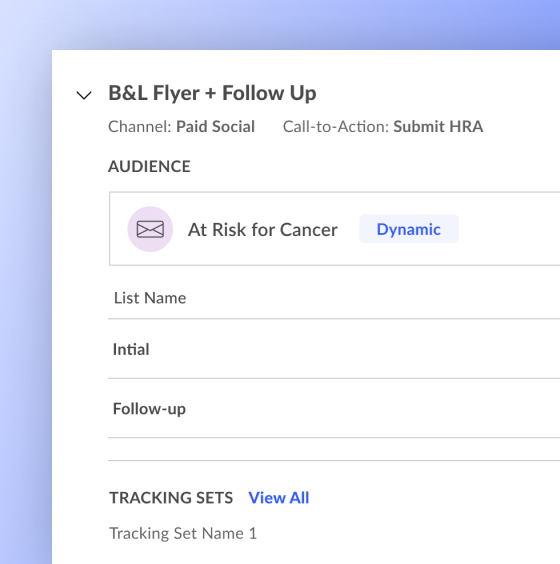 B&L Flyer + Follow Up
Channel: Paid Social Call-to-Action: Submit HRA
AUDIENCE
At Risk for Cancer Dynamic
List Name
Intial
Follow-up
TRACKING SETS View All
Tracking Set Name 1